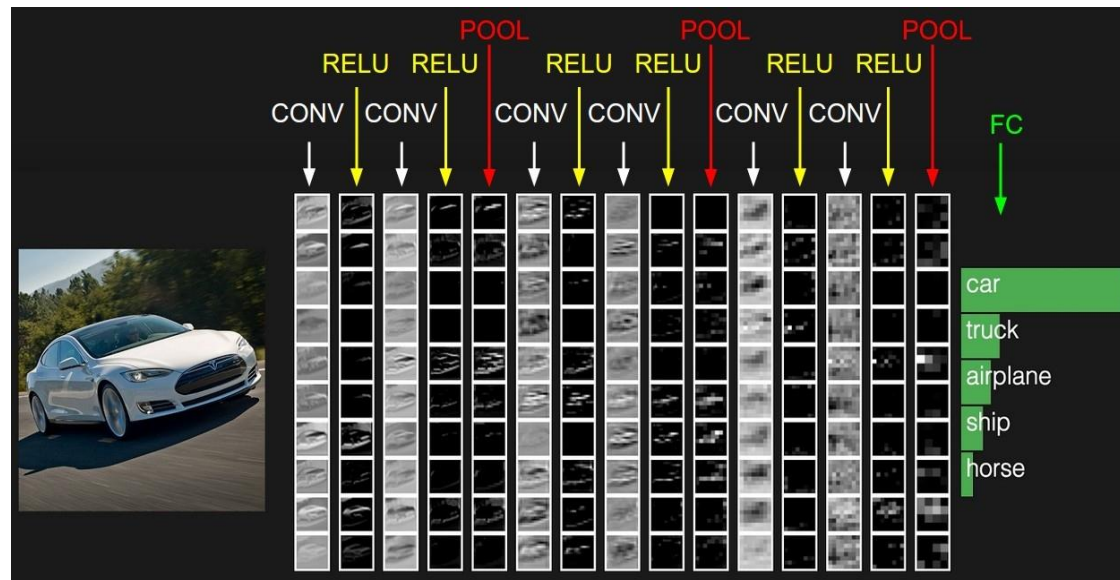 POOL POOL POOL
RELU RELU RELU RELU RELU RELU
CONV CONV CONV CONV CONV CONV
FC
car
truck
airplane
ship
horse